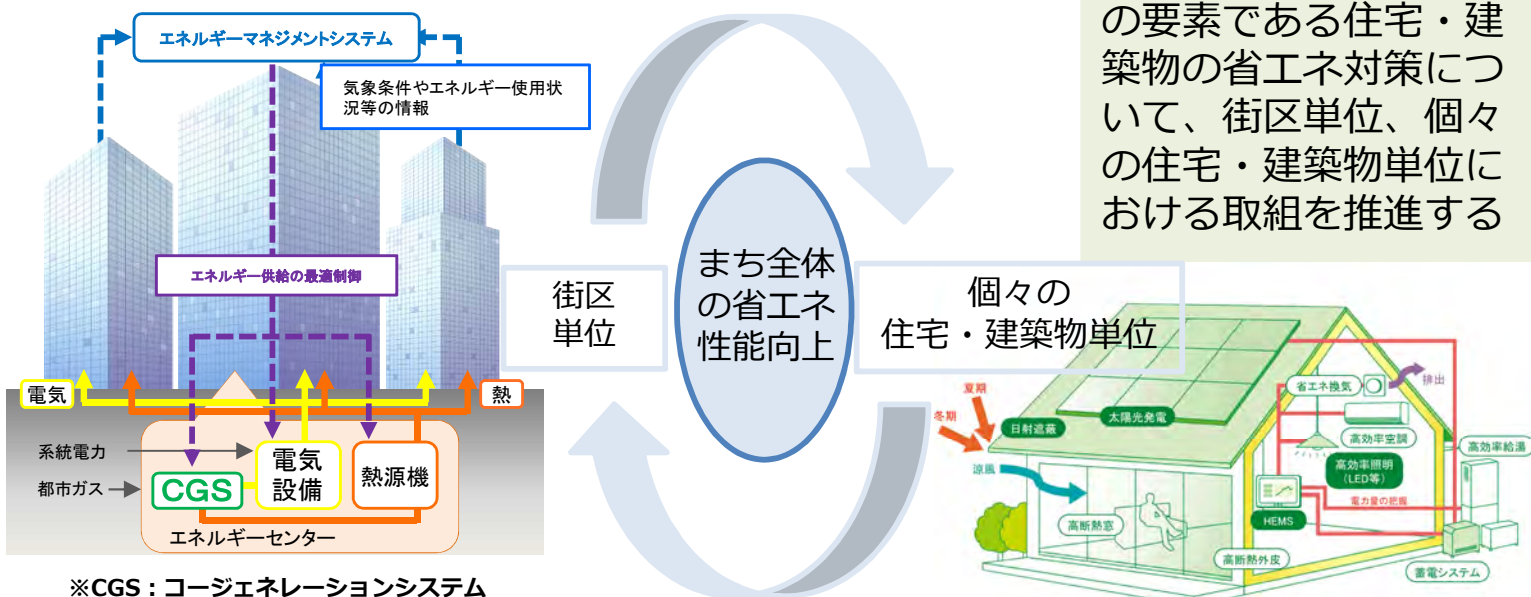 の要素である住宅・建
築物の省エネ対策につ
いて、街区単位、個々
の住宅・建築物単位に
おける取組を推進する
エネルギーマネジメントシステム
気象条件やエネルギー使用状
況等の情報
エネルギー供給の最適制御
電気
熱
系統電力
都市ガス
CGS
電気
設備
熱源機
エネルギーセンター
※CGS：コージェネレーションシステム
街区
単位
まち全体
の省エネ
性能向上
個々の
住宅・建築物単位
夏期
冬期
日射遮蔽
太陽光発電
涼風
省エネ換気
排出
高効率空調
高効率給湯
高効率照明
(LED等)
電力量の把握
HEMS
高断熱窓
高断熱外皮
蓄電システム